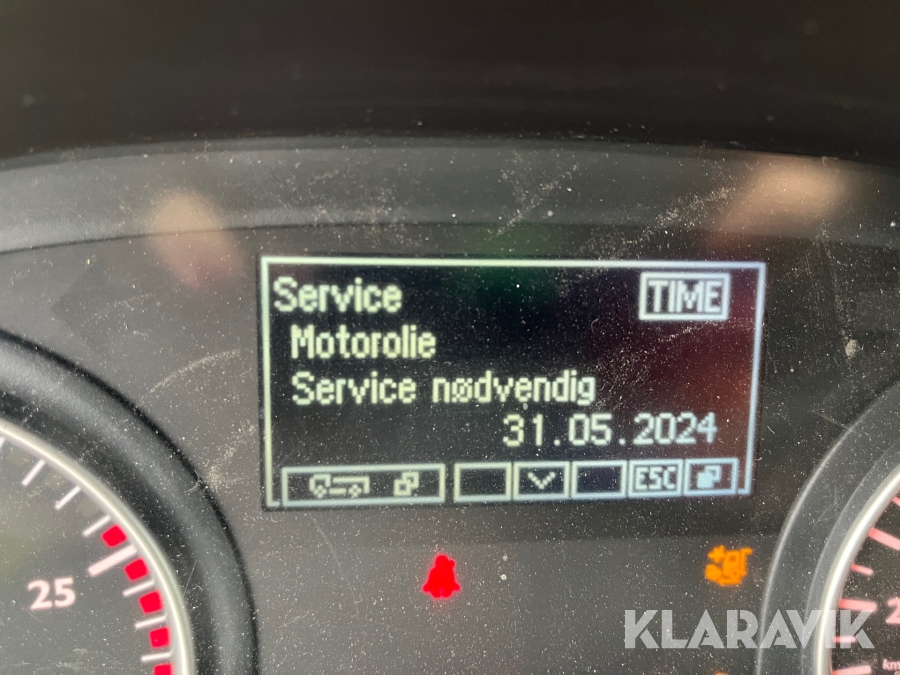 Service TIME
Motorolie
Service nødvendig
31.05.2024
ESC
25
KLARAVIK